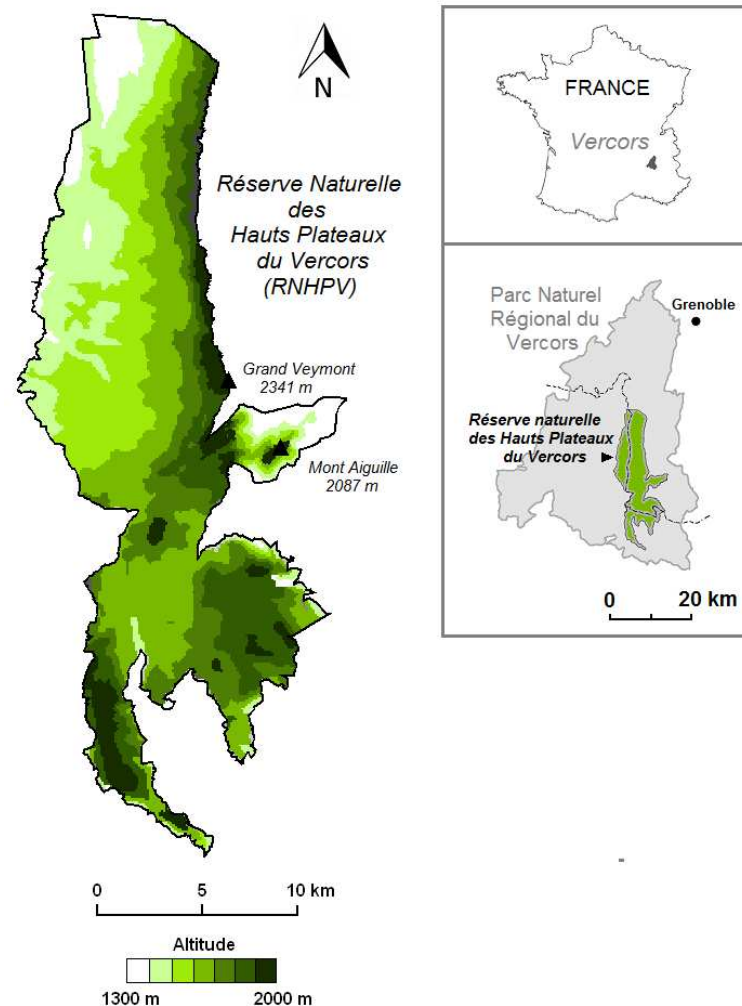 N
Réserve Naturelle
des
Hauts Plateaux
du Vercors
(RNHPV)
Grand Veymont
2341 m
Mont Aiguille
2087 m
0 5 10 km
Altitude
1300 m 2000 m
FRANCE
Vercors
Parc Naturel
Régional du
Vercors
Grenoble
Réserve naturelle
des Hauts Plateaux
du Vercors
0 20 km